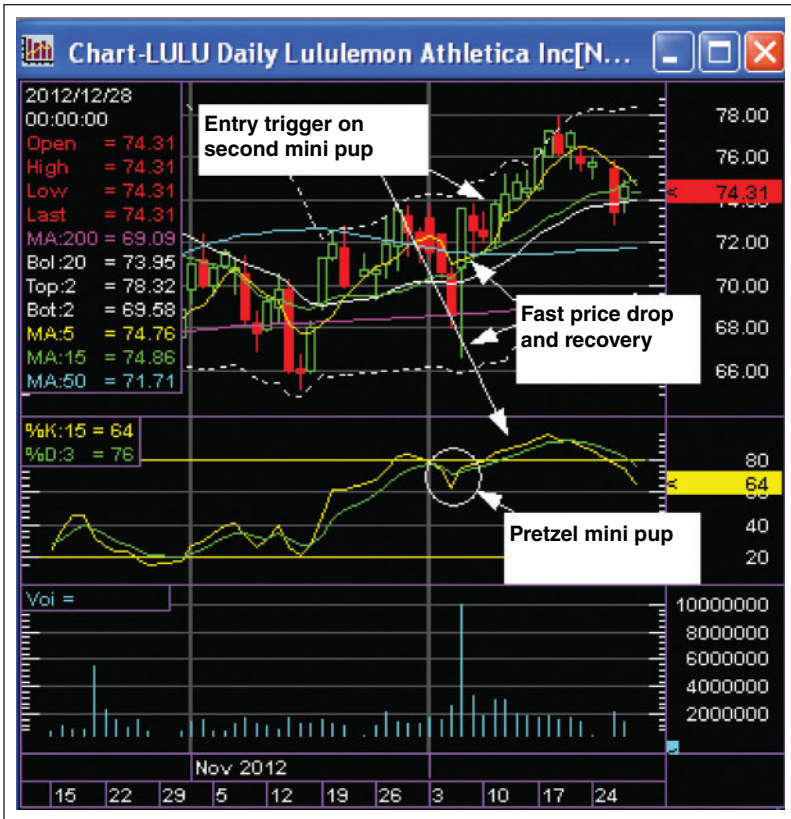 Chart-LULU Daily Lululemon Athletica Inc[N...
2012/12/28
00:00:00
Open = 74.31
High = 74.31
Low = 74.31
Last = 74.31
MA:200 = 69.09
Bol:20 = 73.95
Top:2 = 78.32
Bot:2 = 69.58
MA:5 = 74.76
MA:15 = 74.86
MA:50 = 71.71
Entry trigger on
second mini pup
Fast price drop
and recovery
78.00
76.00
74.31
72.00
70.00
68.00
66.00
%K:15 = 64
%D:3 = 76
Pretzel mini pup
80
64
40
20
Vol =
10000000
8000000
6000000
4000000
2000000
Nov 2012
15 22 29 5 12 19 26 3 10 17 24